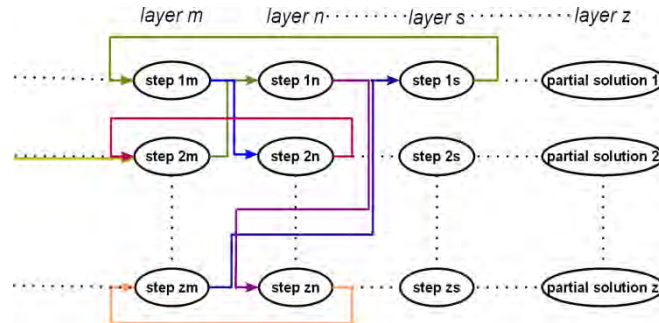 layer m layer n layer s layer z
step 1m step 1n step 1s partial solution 1
step 2m step 2n step 2s partial solution 2
step zm step zn step zs partial solution z